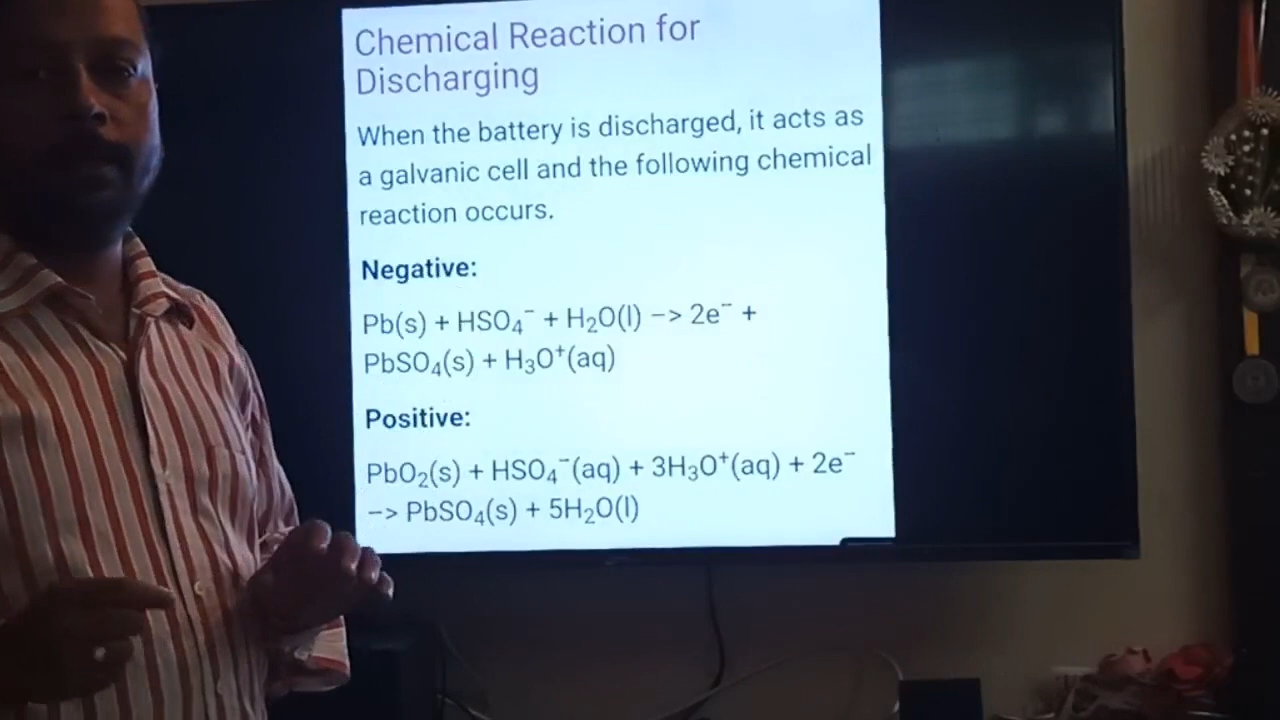 Chemical Reaction for
Discharging
When the battery is discharged, it acts as
a galvanic cell and the following chemical
reaction occurs.
Negative:
Pb(s) + HSO₄⁻ + H₂O(l) –> 2e⁻ +
PbSO₄(s) + H₃O⁺(aq)
Positive:
PbO₂(s) + HSO₄⁻(aq) + 3H₃O⁺(aq) + 2e⁻
–> PbSO₄(s) + 5H₂O(l)